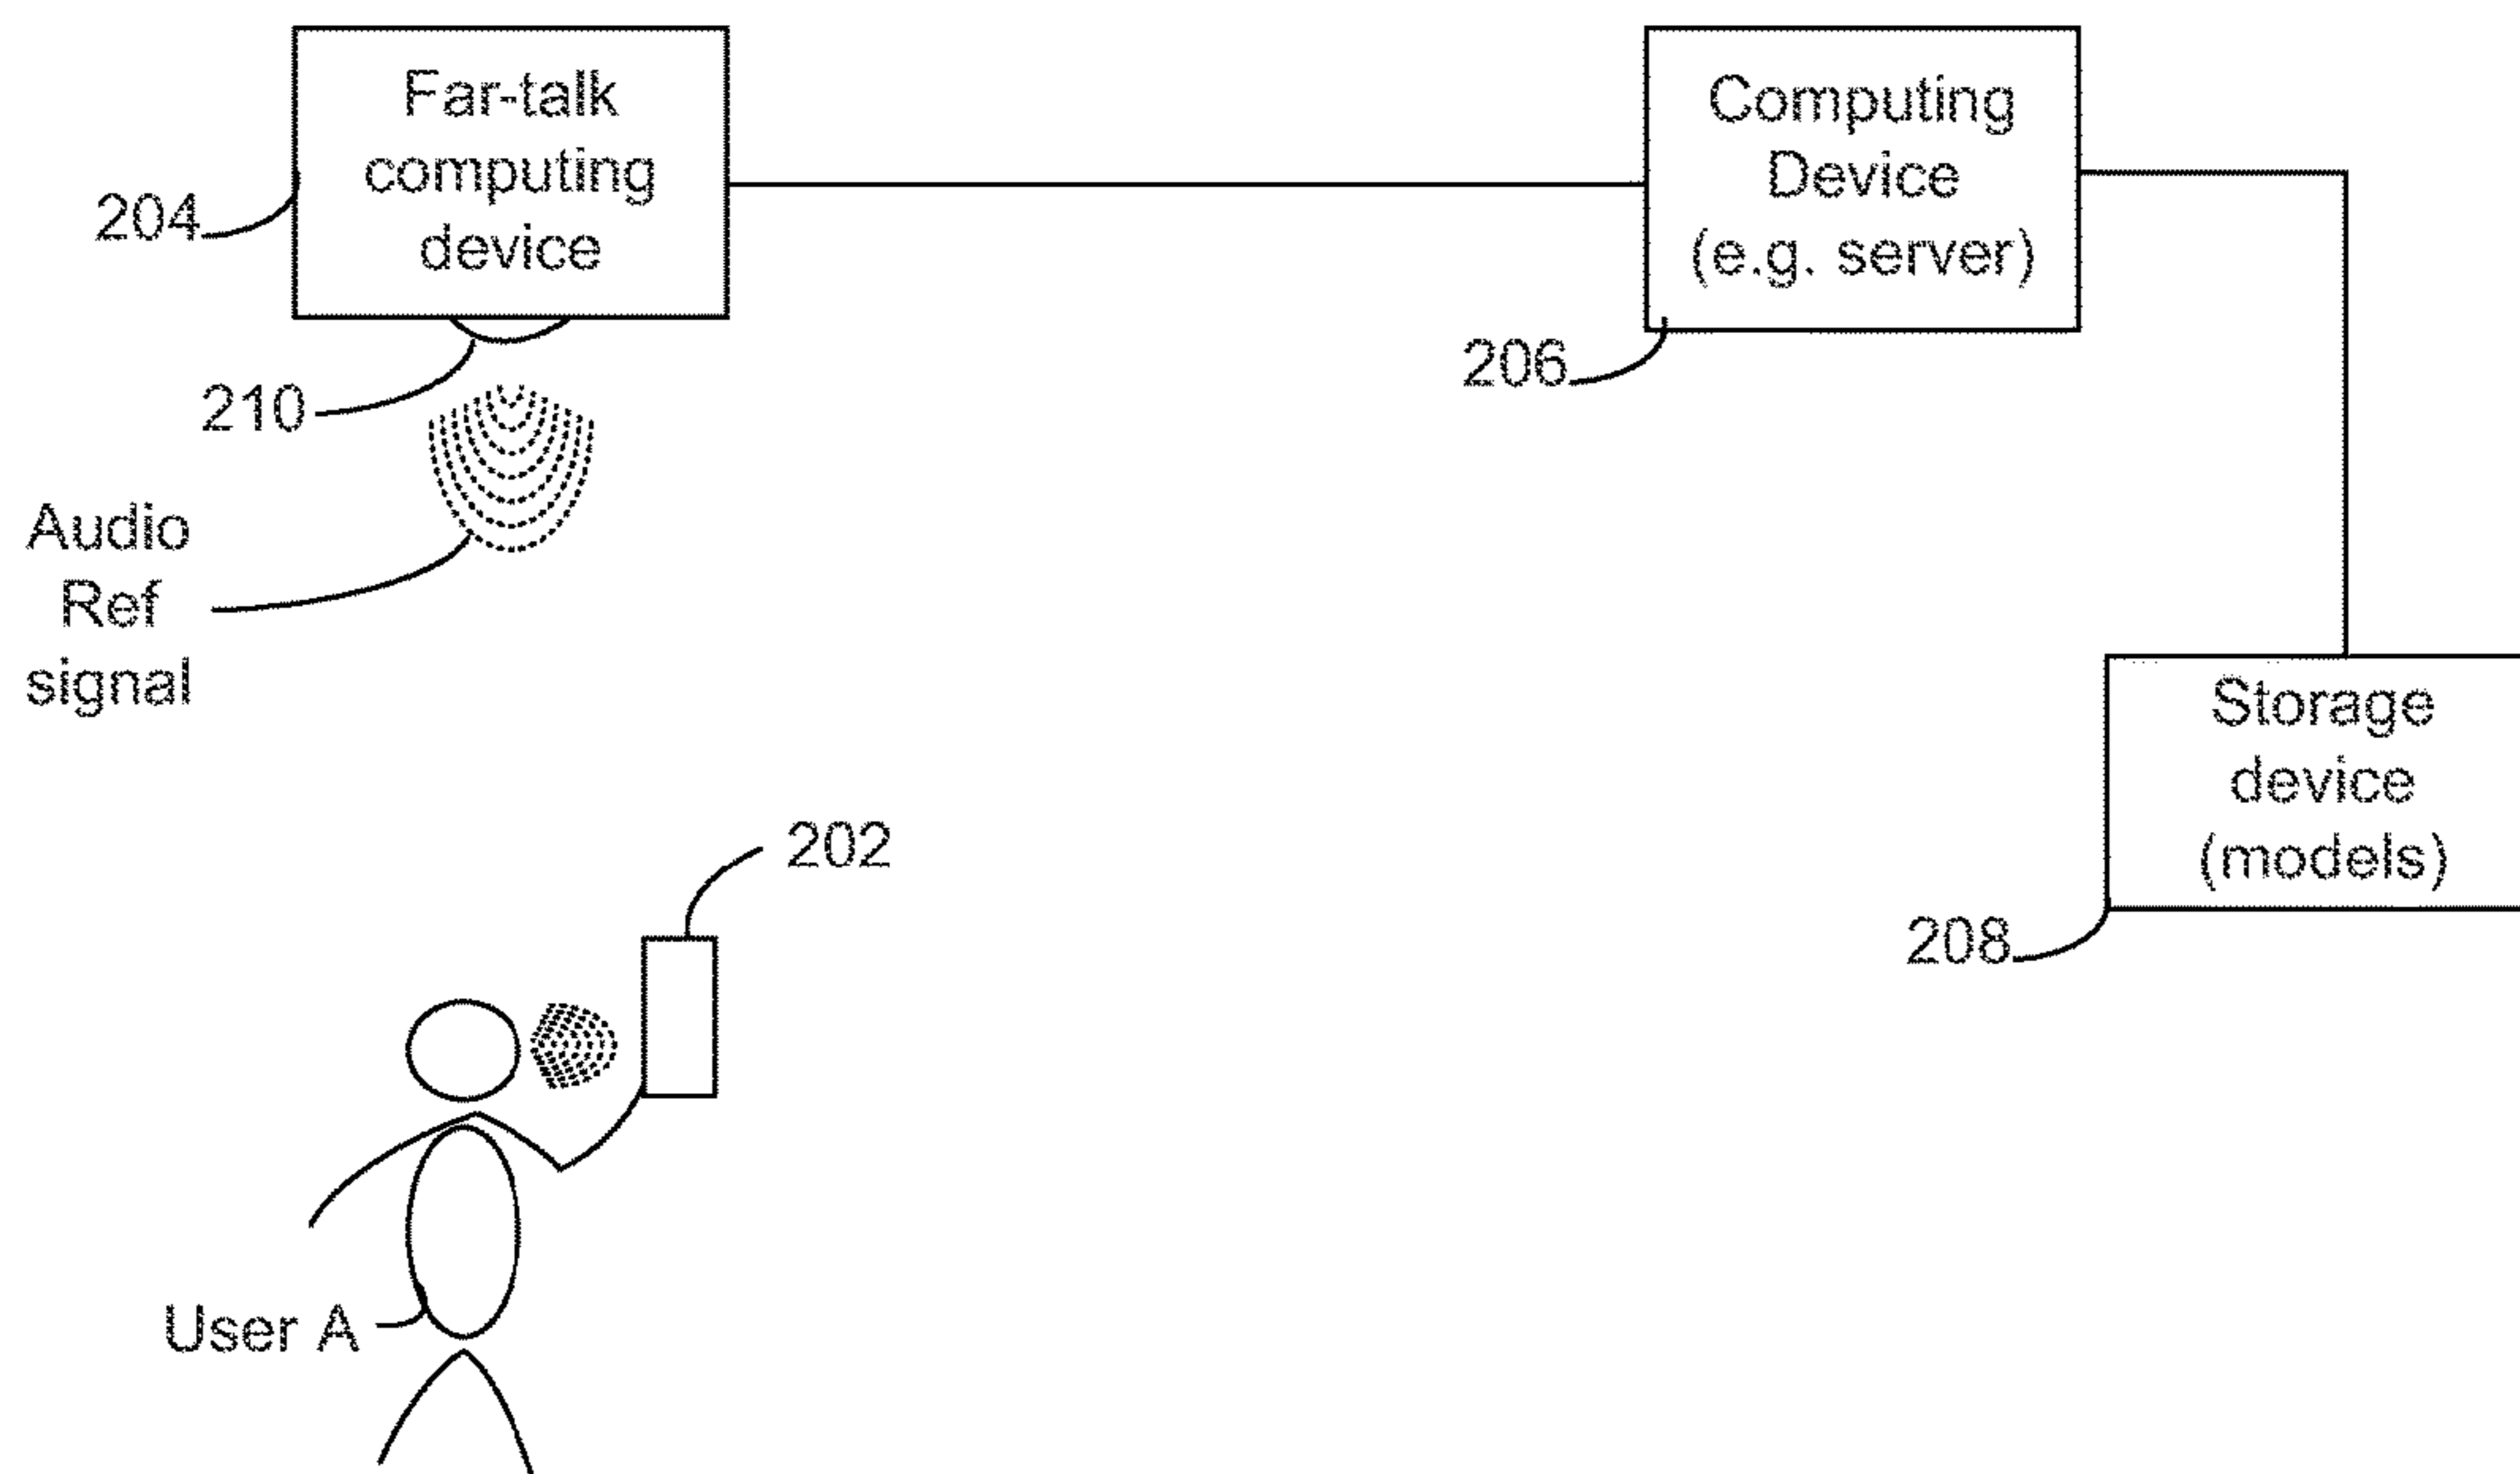 Far-talk
computing
device
204
210
Audio
Ref
signal
Computing
Device
(e.g. server)
206
Storage
device
(models)
208
202
User A